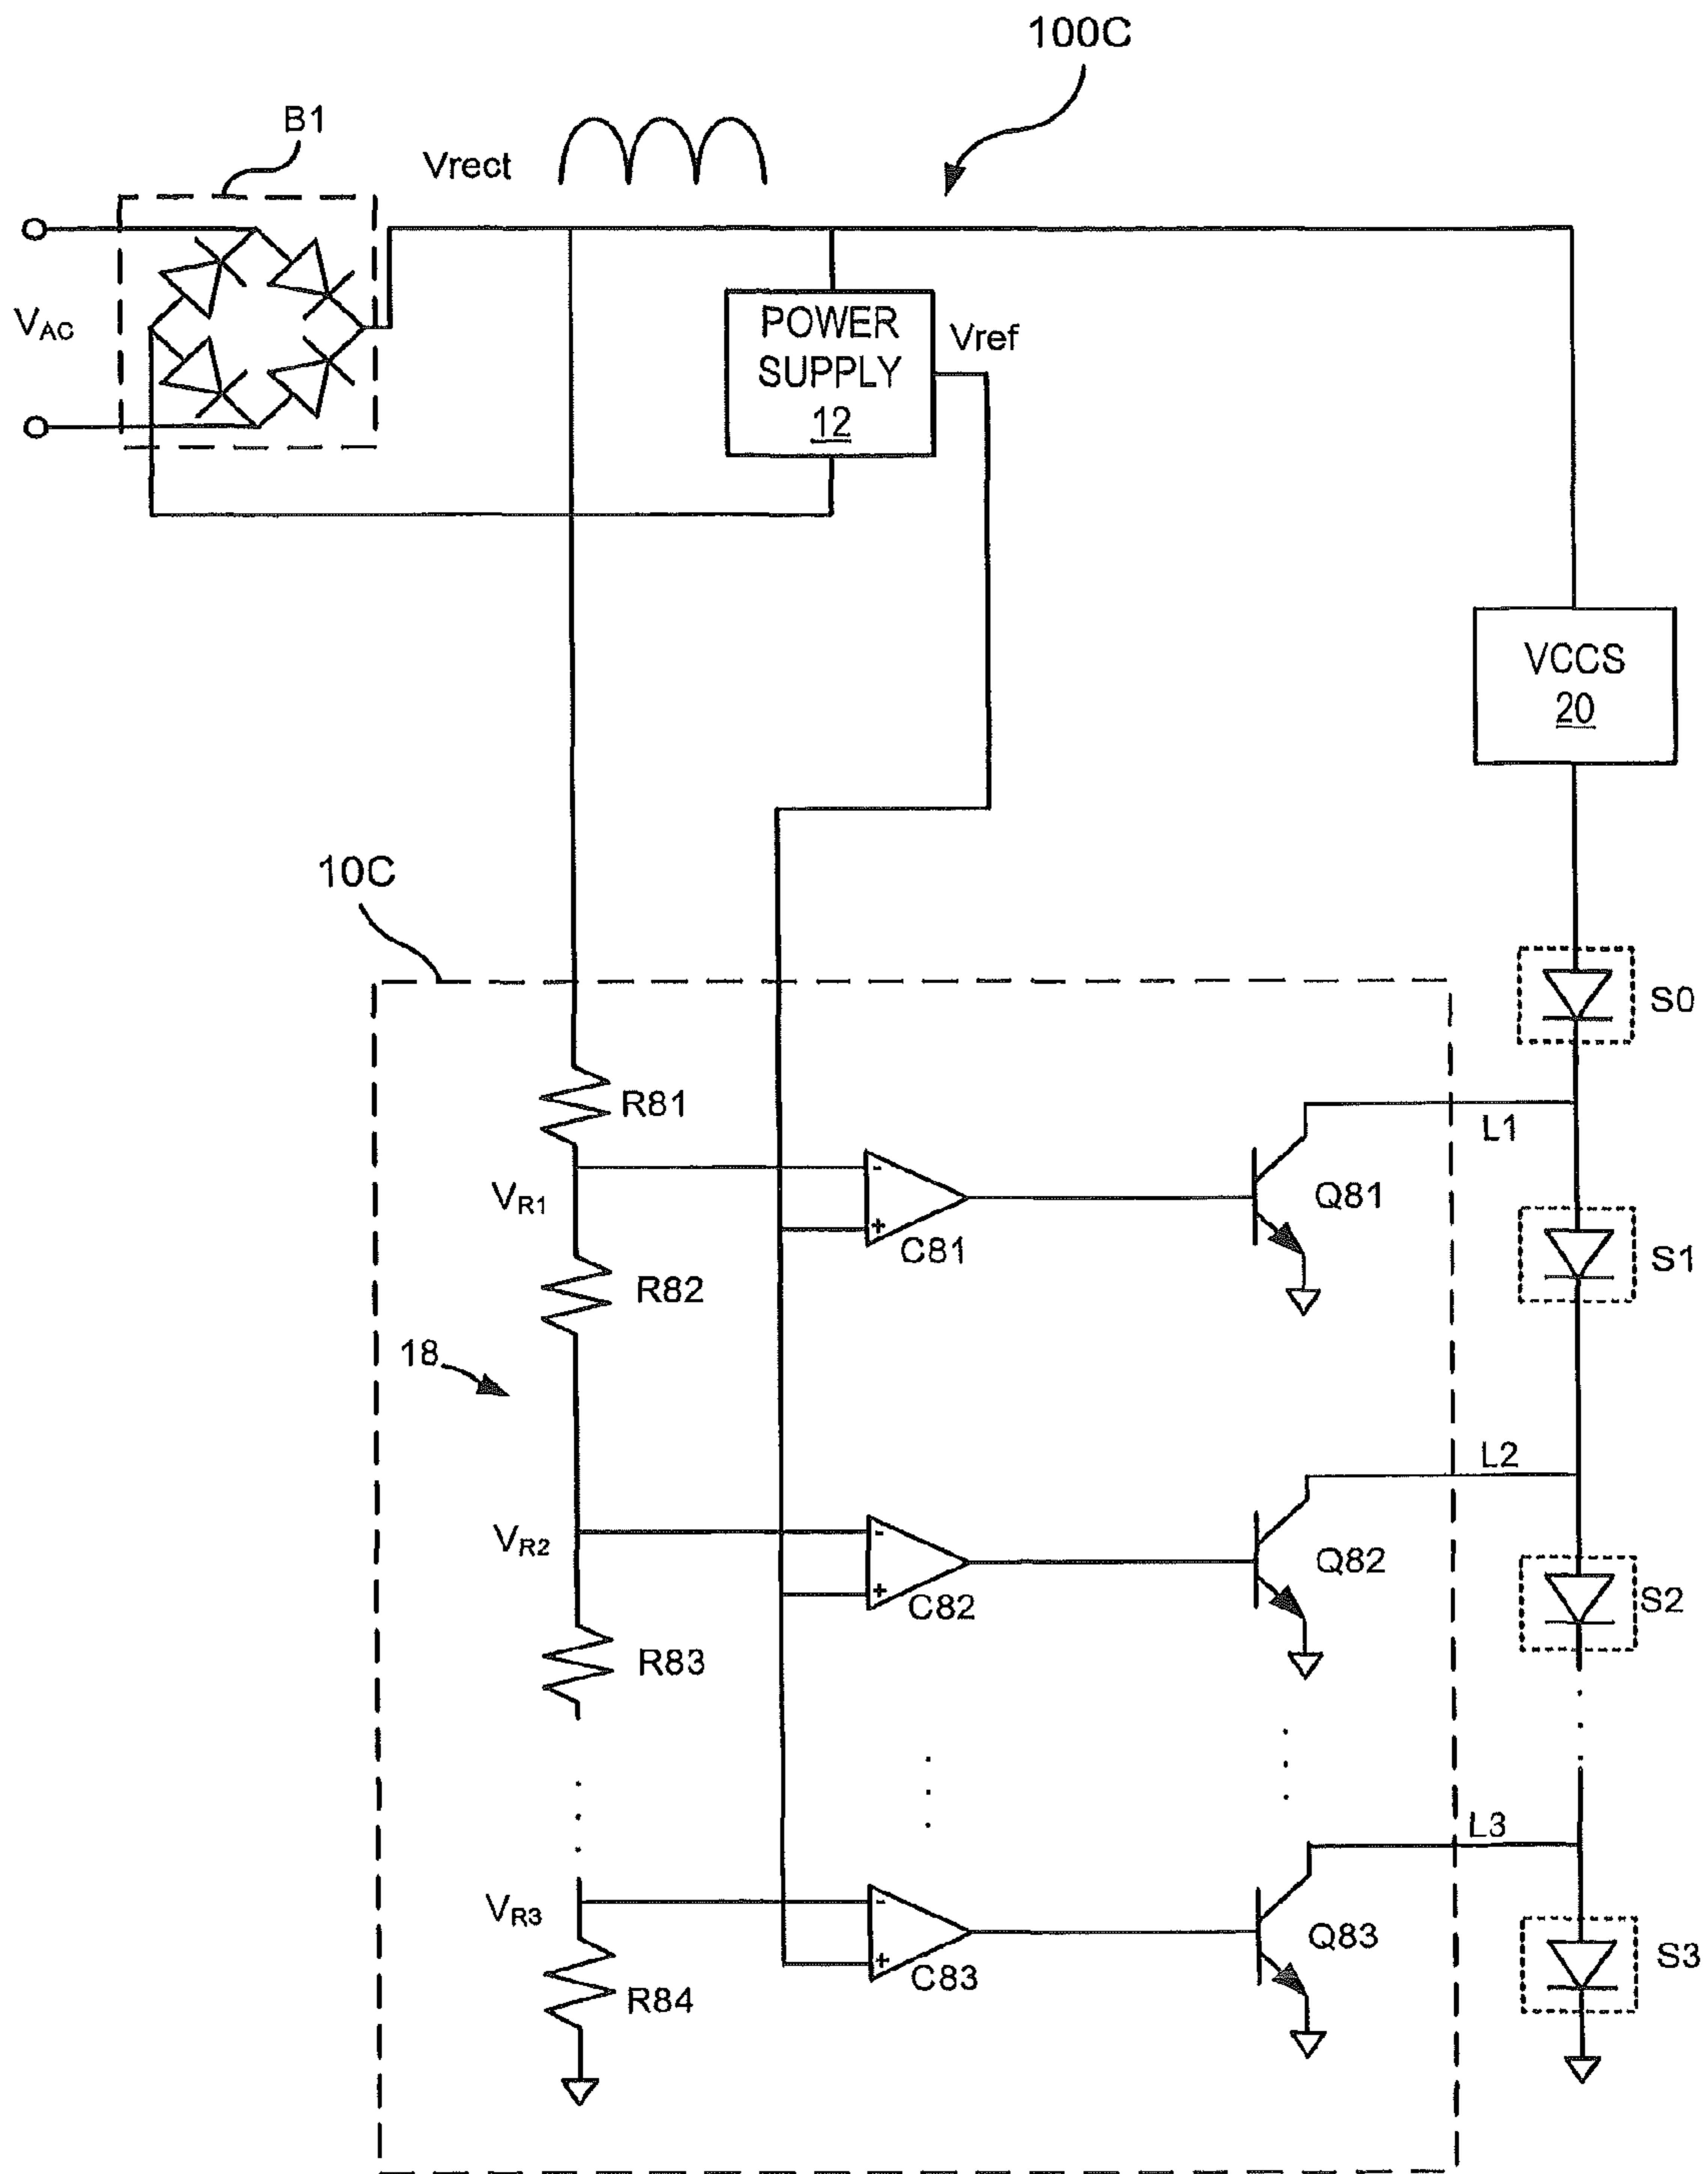 100C
B1
Vrect
VAC
POWER
SUPPLY
12
Vref
VCCS
20
10C
S0
R81
L1
VR1
-
+
C81
Q81
S1
R82
18
L2
VR2
-
+
C82
Q82
S2
R83
L3
VR3
-
+
C83
Q83
S3
R84